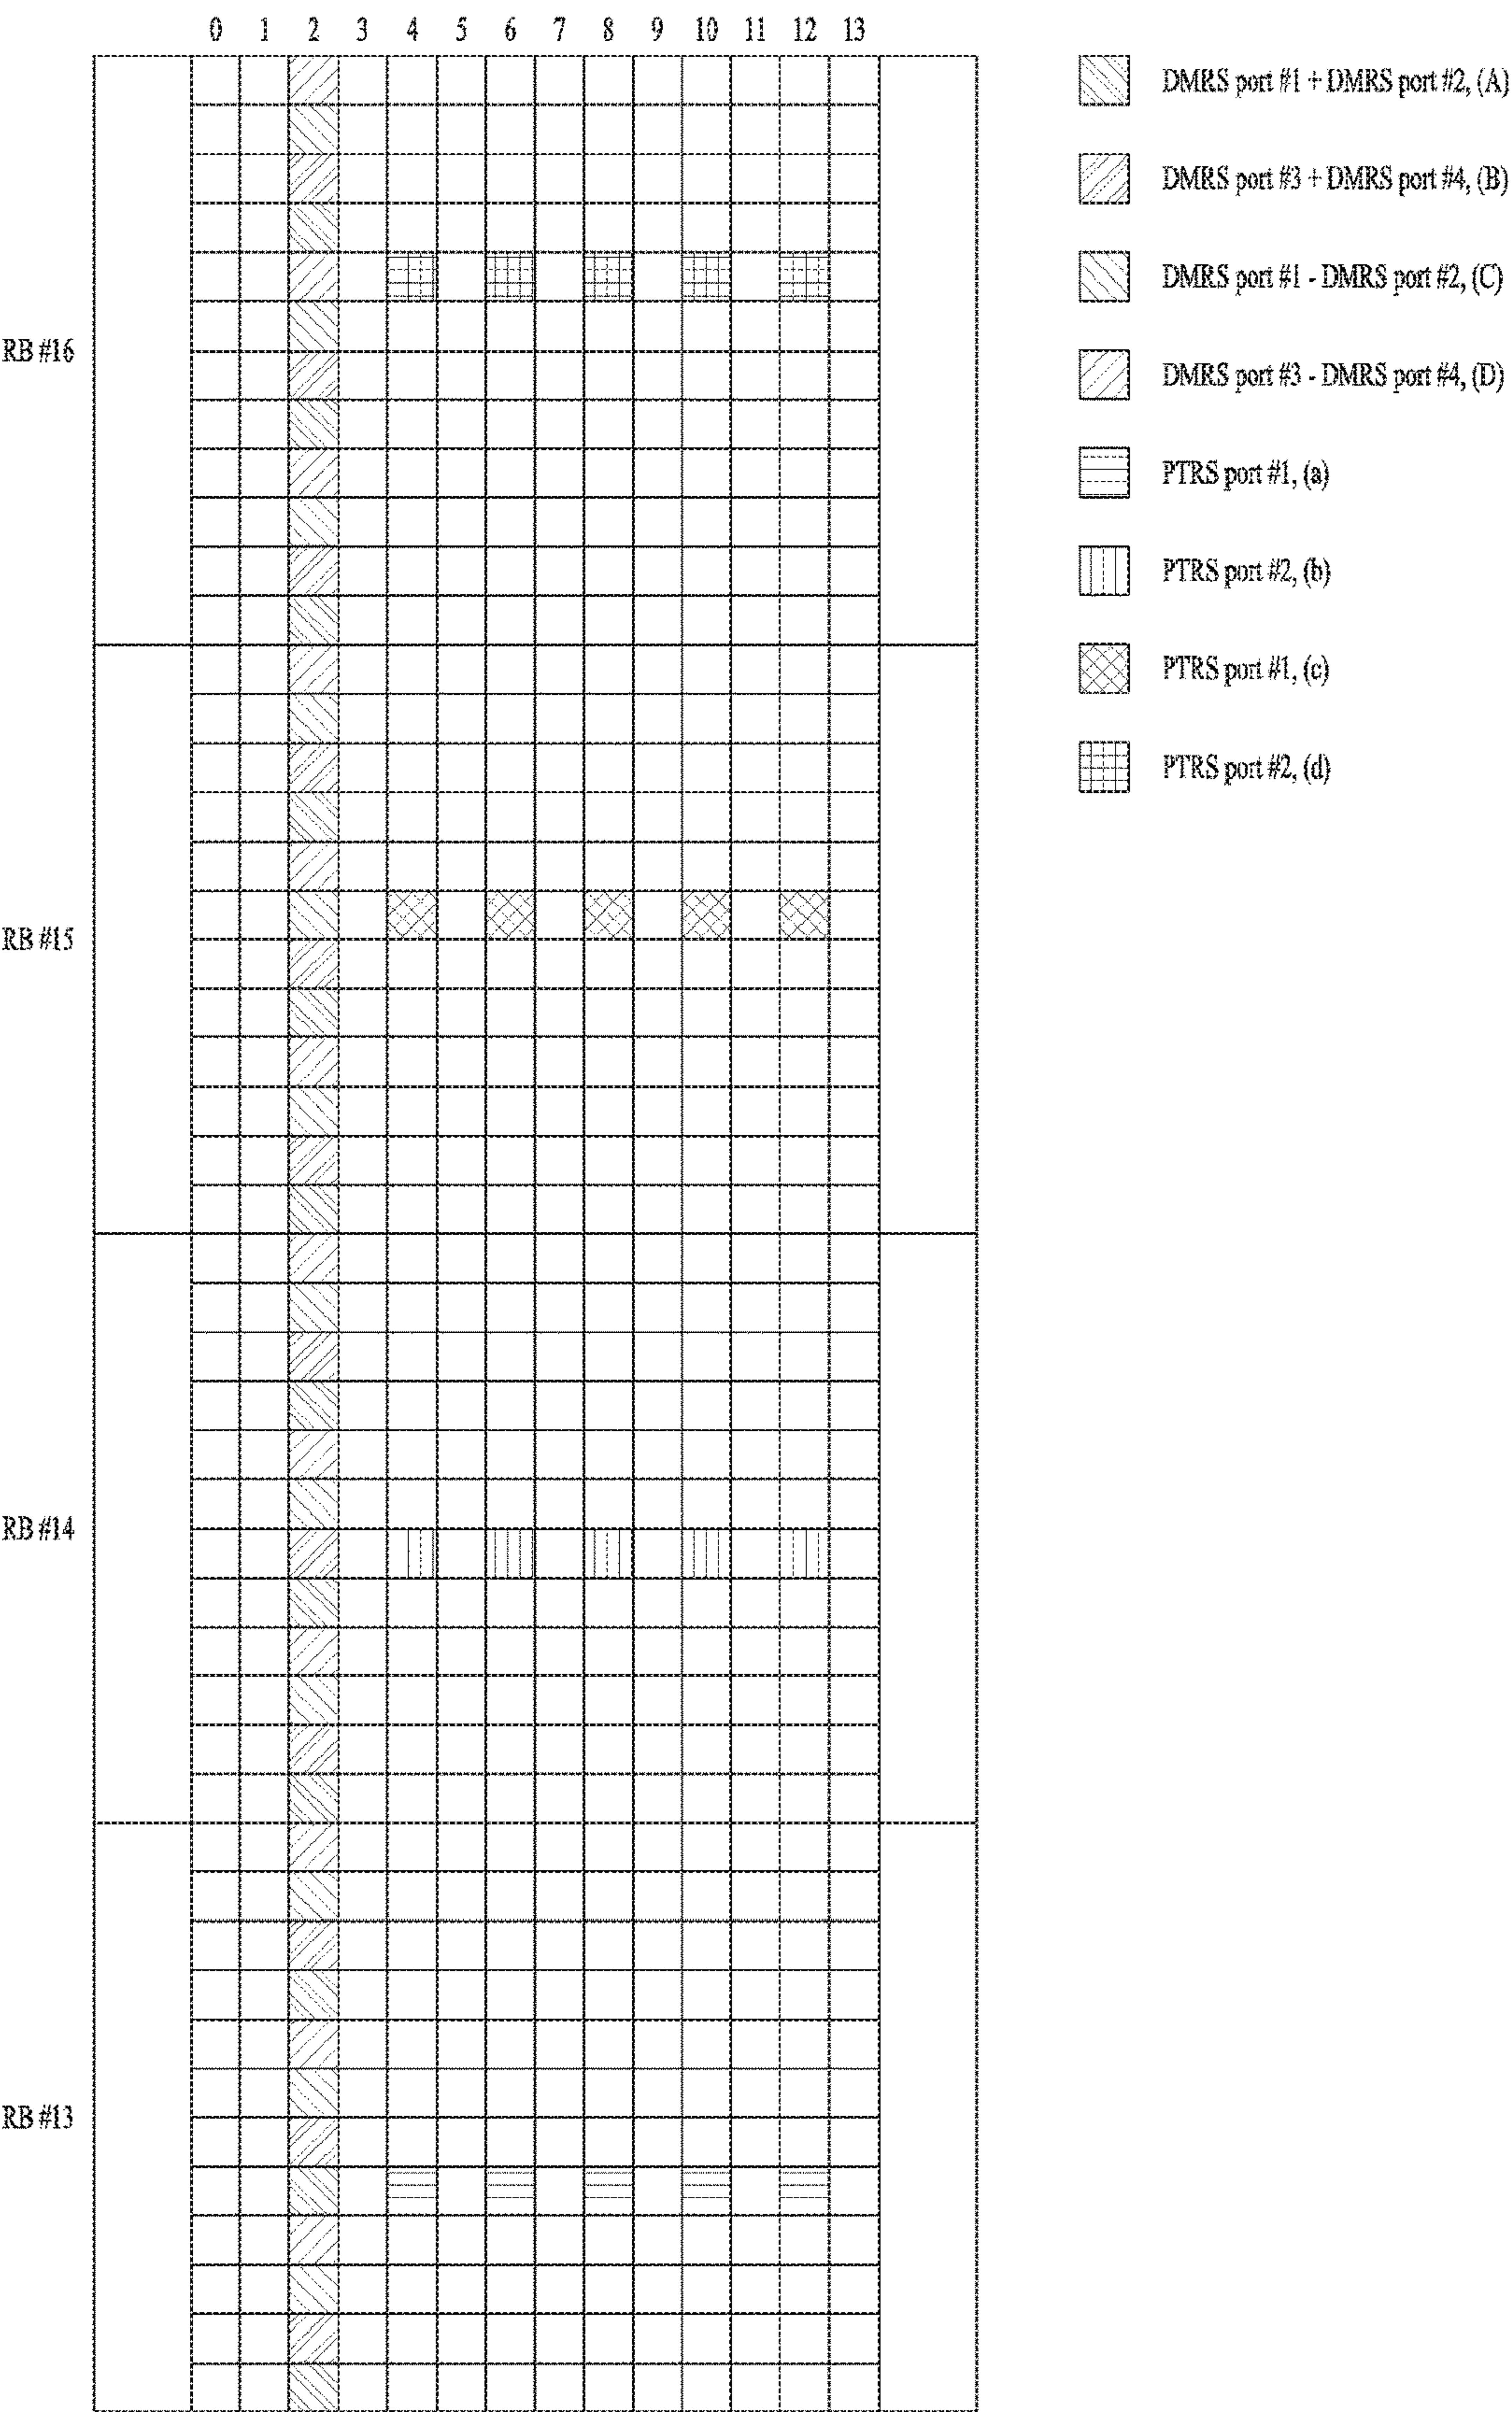 0 1 2 3 4 5 6 7 8 9 10 11 12 13
DMRS port #1 + DMRS port #2, (A)
DMRS port #3 + DMRS port #4, (B)
DMRS port #1 - DMRS port #2, (C)
DMRS port #3 - DMRS port #4, (D)
PTRS port #1, (a)
PTRS port #2, (b)
PTRS port #1, (c)
PTRS port #2, (d)
RB #16
RB #15
RB #14
RB #13